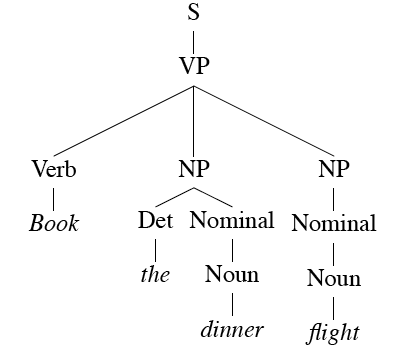 S
VP
Verb NP NP
Book Det Nominal Nominal
the Noun Noun
dinner flight